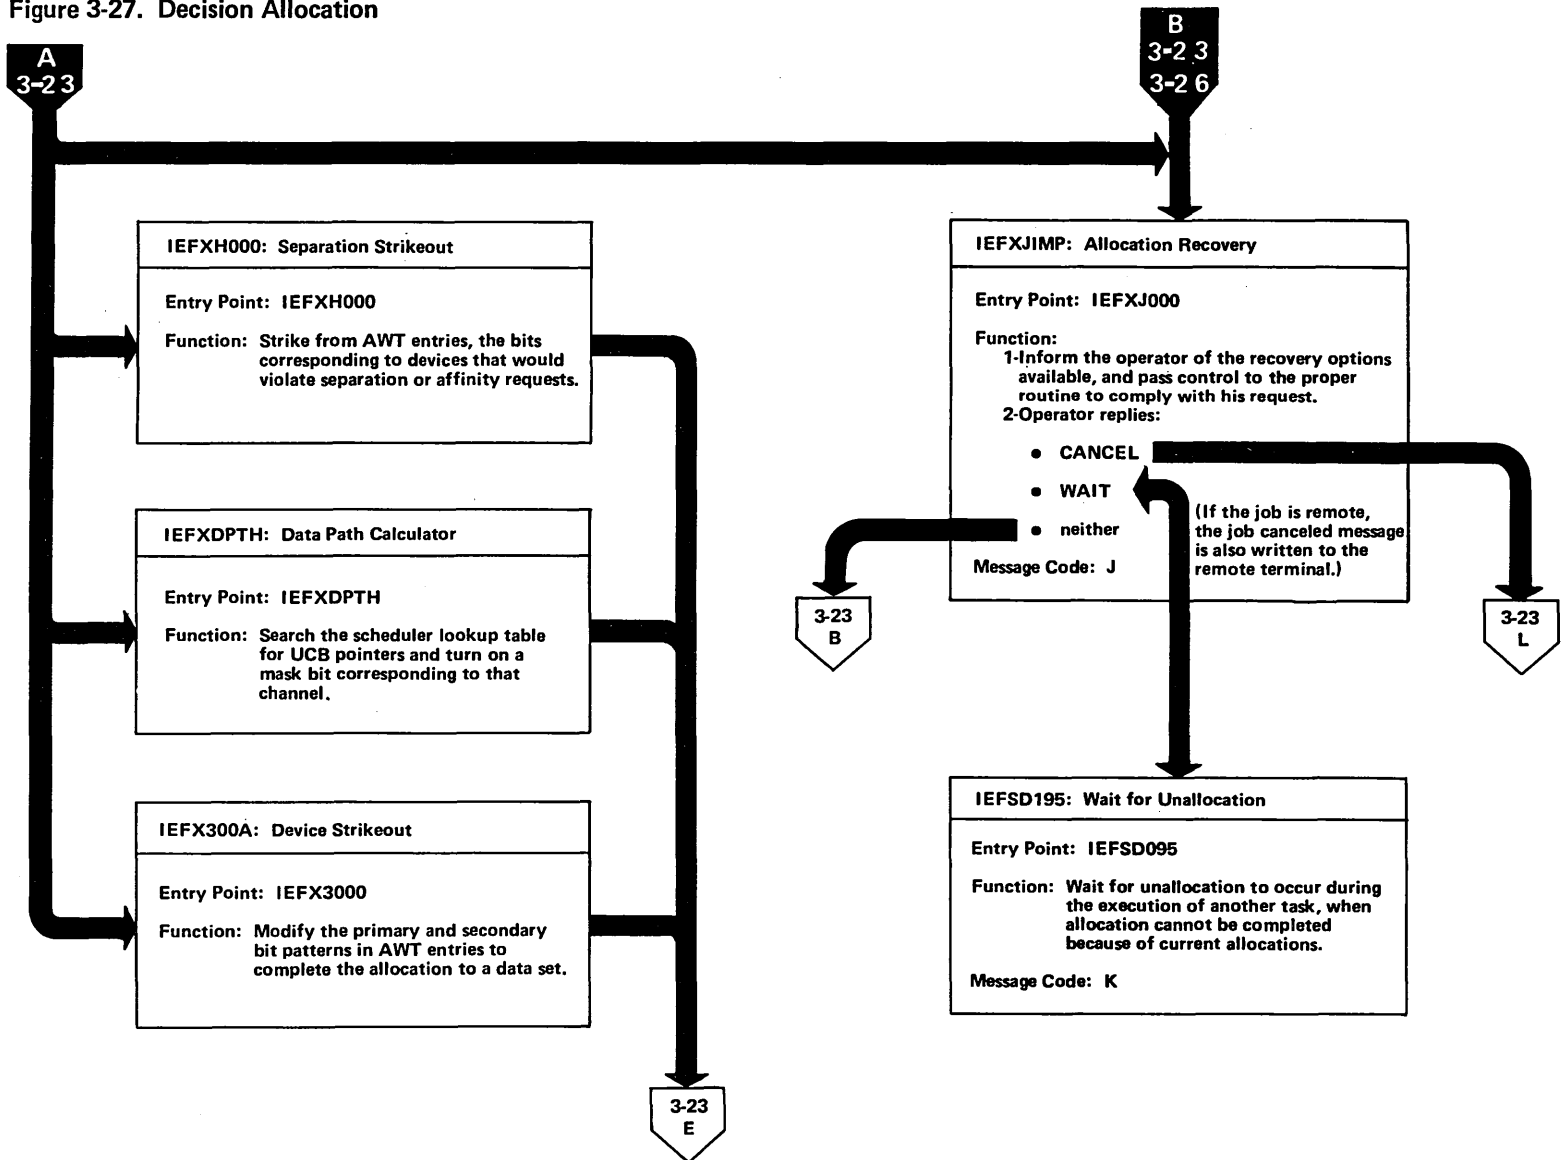 Figure 3-27. Decision Allocation
A
3-23
B
3-23
3-26
IEFXH000: Separation Strikeout
Entry Point: IEFXH000
Function: Strike from AWT entries, the bits
corresponding to devices that would
violate separation or affinity requests.
IEFXDPTH: Data Path Calculator
Entry Point: IEFXDPTH
Function: Search the scheduler lookup table
for UCB pointers and turn on a
mask bit corresponding to that
channel.
IEFX300A: Device Strikeout
Entry Point: IEFX3000
Function: Modify the primary and secondary
bit patterns in AWT entries to
complete the allocation to a data set.
3-23
E
IEFXJIMP: Allocation Recovery
Entry Point: IEFXJ000
Function:
1-Inform the operator of the recovery options
available, and pass control to the proper
routine to comply with his request.
2-Operator replies:
• CANCEL
• WAIT
• neither
(If the job is remote,
the job canceled message
is also written to the
remote terminal.)
Message Code: J
3-23
B
3-23
L
IEFSD195: Wait for Unallocation
Entry Point: IEFSD095
Function: Wait for unallocation to occur during
the execution of another task, when
allocation cannot be completed
because of current allocations.
Message Code: K